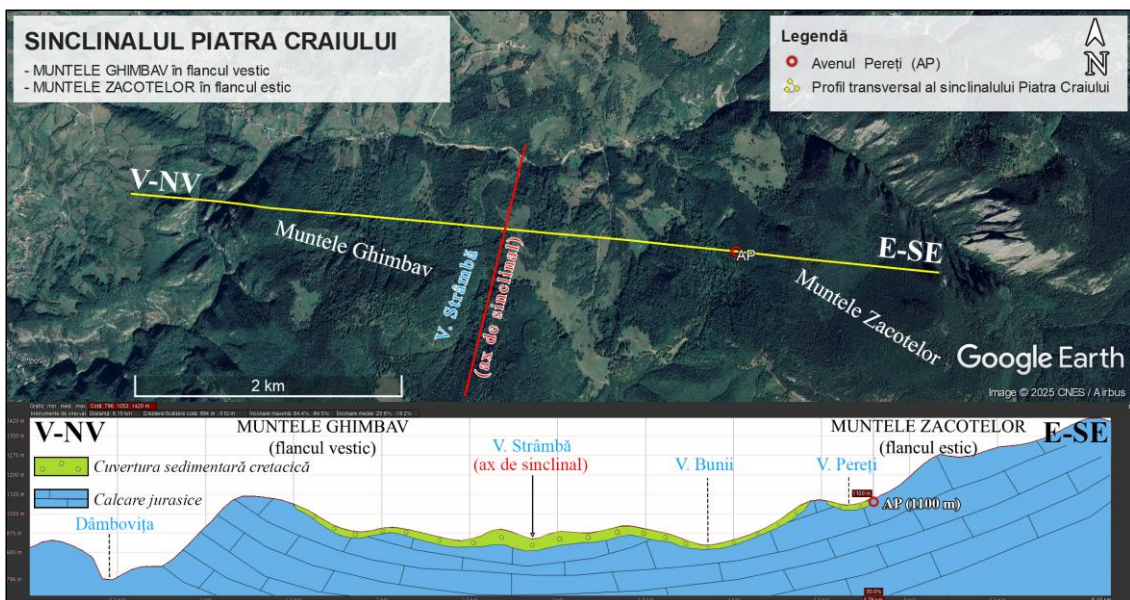 SINCLINALUL PIATRA CRAIULUI
- MUNTELE GHIMBAV în flancul vestic
- MUNTELE ZACOTELOR în flancul estic
Legendă
Avenul Pereți (AP)
Profil transversal al sinclinalului Piatra Craiului
N
V-NV
Muntele Ghimbav
V. Strâmbă
(ax de sinclinal)
AP
E-SE
Muntele Zacotelor
2 km
Google Earth
Image © 2025 CNES / Airbus
V-NV
MUNTELE GHIMBAV
(flancul vestic)
V. Strâmbă
(ax de sinclinal)
MUNTELE ZACOTELOR
(flancul estic)
E-SE
Cuvertura sedimentară cretacică
Calcare jurasice
Dâmbovița
V. Bunii
V. Pereți
1100 m
AP (1100 m)